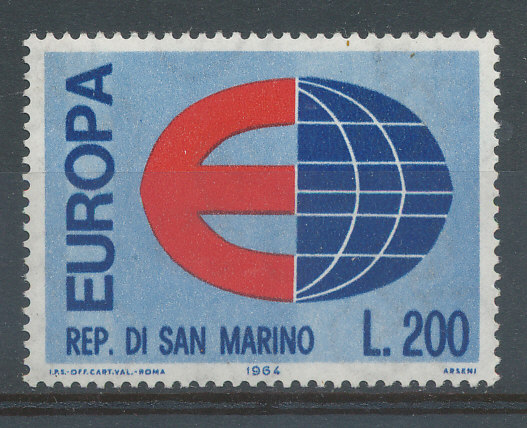 EUROPA
REP. DI SAN MARINO
L. 200
I.P.S.-OFF.CART.VAL.-ROMA
1964
ARSENI